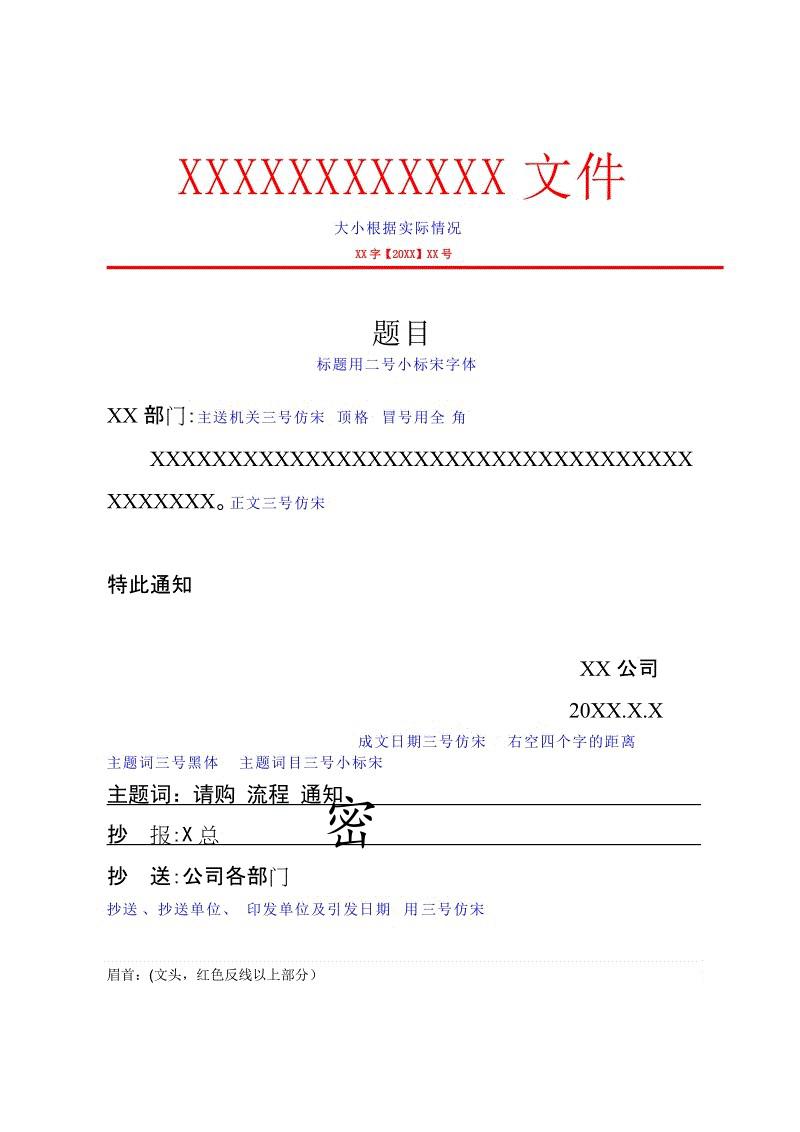 XXXXXXXXXXXX 文件
大小根据实际情况
XX 字【20XX】XX 号
题目
标题用二号小标宋字体
XX 部门:主送机关三号仿宋 顶格 冒号用全 角
XXXXXXXXXXXXXXXXXXXXXXXXXXXXXXXXXXX
XXXXXXX。正文三号仿宋
特此通知
XX 公司
20XX.X.X
成文日期三号仿宋 右空四个字的距离
主题词三号黑体 主题词目三号小标宋
主题词：请购 流程 通知
密
抄 报:X 总
抄 送:公司各部门
抄送 、抄送单位、 印发单位及引发日期 用三号仿宋
眉首：(文头，红色反线以上部分）